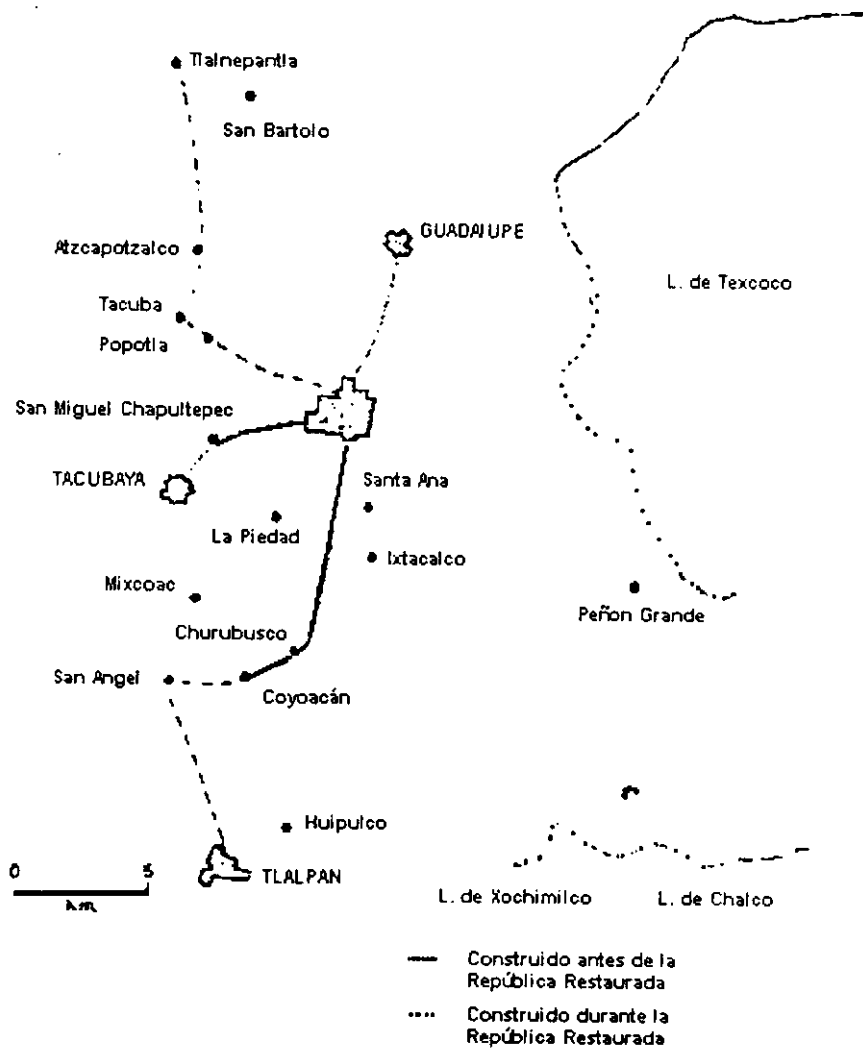 Tlalnepantla
San Bartolo
Atzcapotzalco
GUADALUPE
L. de Texcoco
Tacuba
Popotla
San Miguel Chapultepec
TACUBAYA
Santa Ana
La Piedad
Ixtacalco
Mixcoac
Peñon Grande
Churubusco
San Angel
Coyoacán
Huipulco
0 5
km
TLALPAN
L. de Xochimilco
L. de Chalco
Construido antes de la
República Restaurada
Construido durante la
República Restaurada